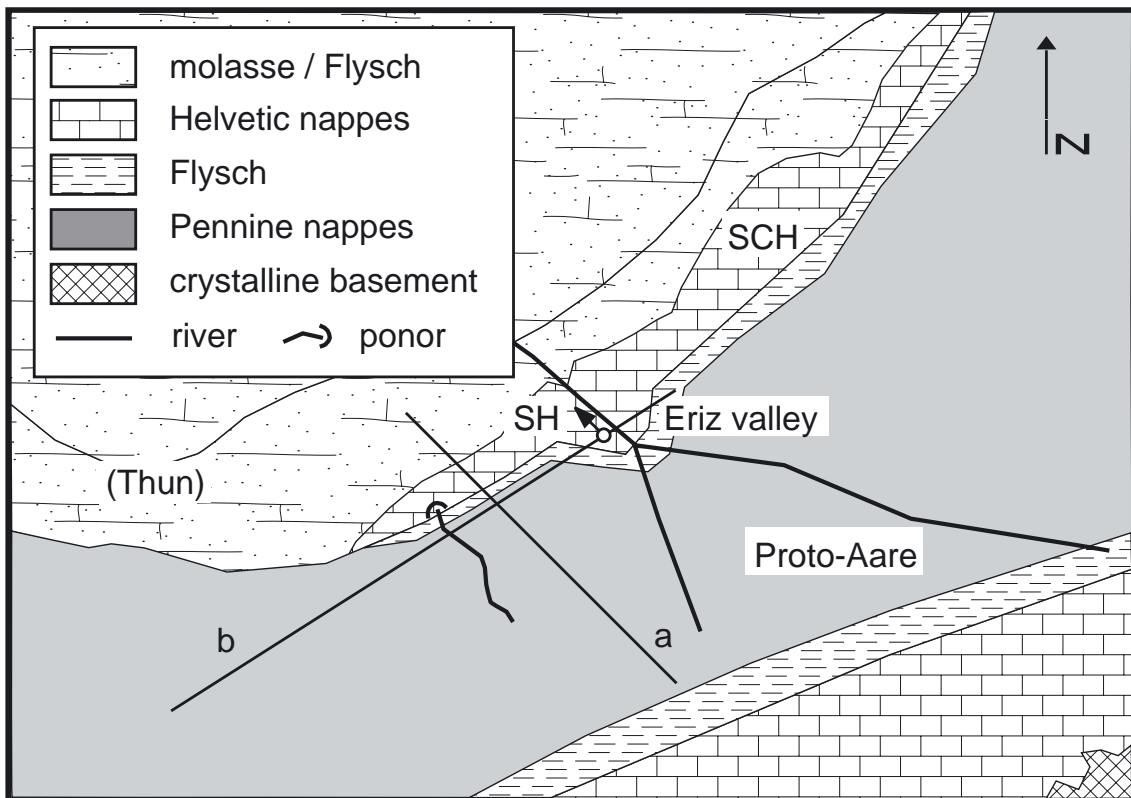 molasse / Flysch
Helvetic nappes
Flysch
Pennine nappes
crystalline basement
river ponor
N
SCH
SH
Eriz valley
(Thun)
Proto-Aare
b
a